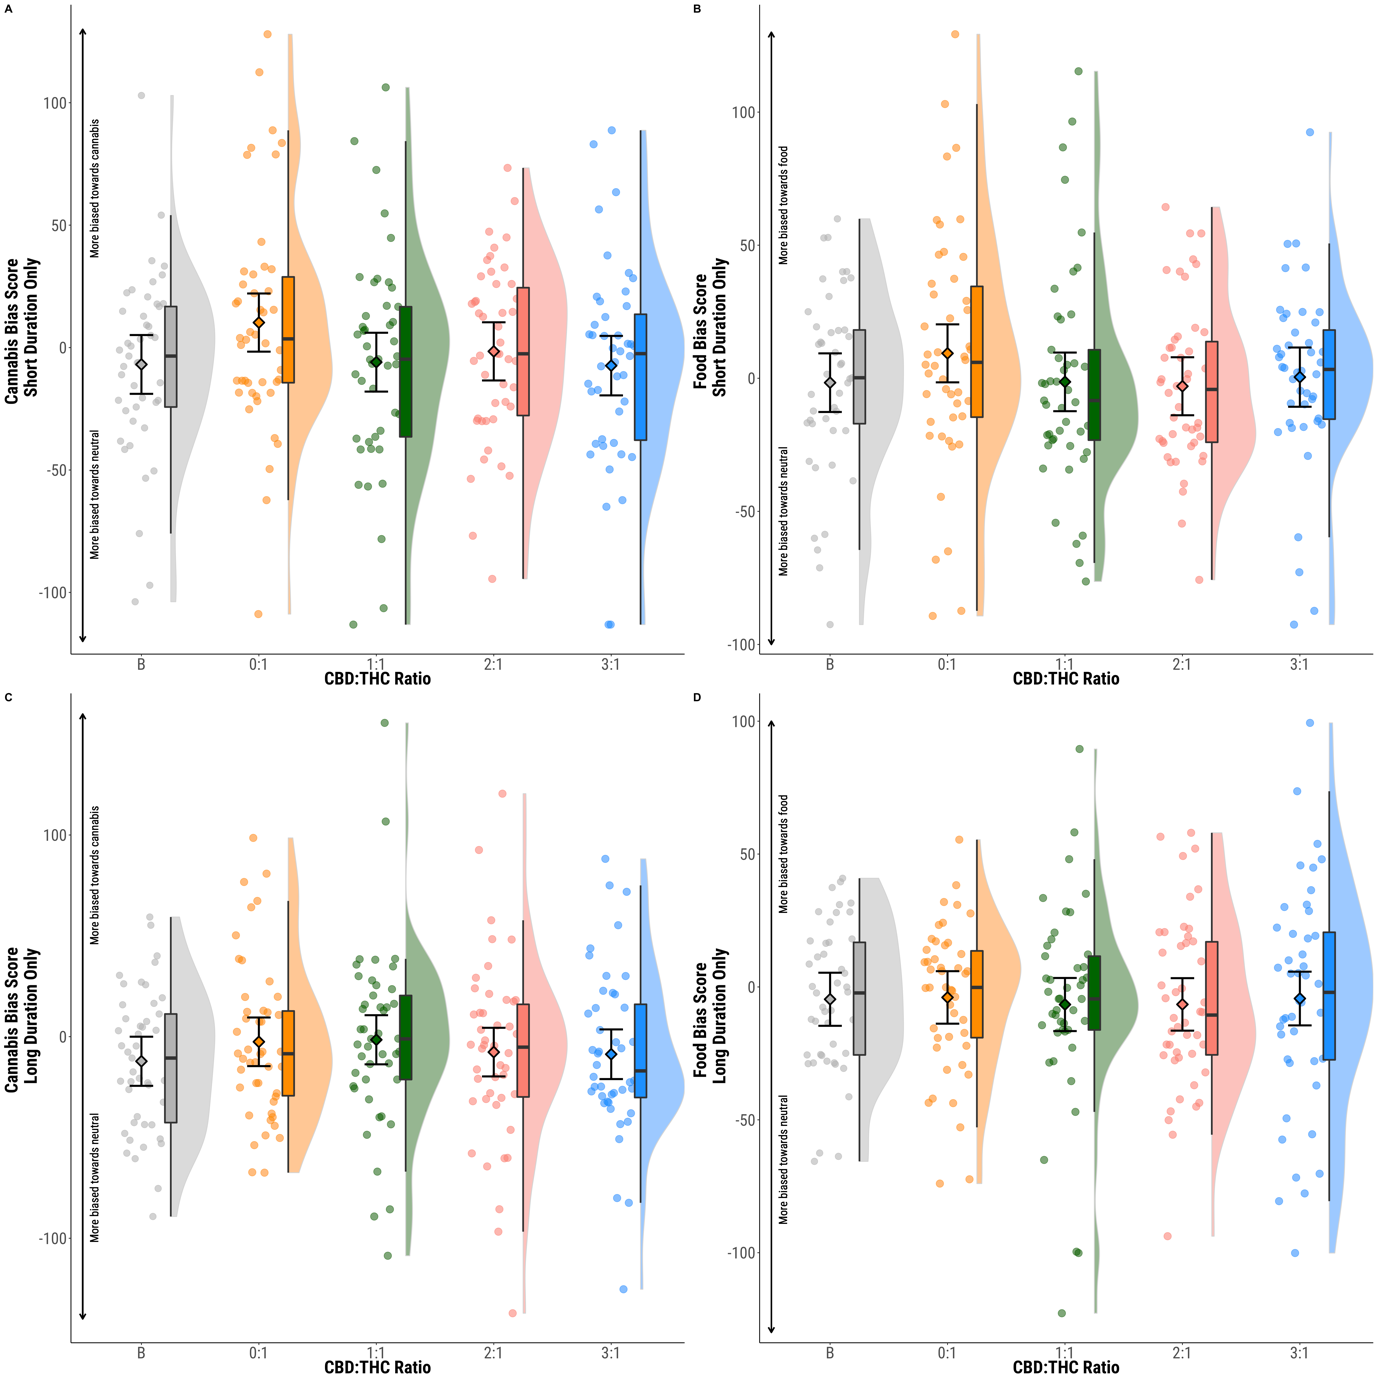 A
Cannabis Bias Score
Short Duration Only
More biased towards cannabis
More biased towards neutral
100
50
0
-50
-100
B
0:1
1:1
2:1
3:1
CBD:THC Ratio
B
Food Bias Score
Short Duration Only
More biased towards food
More biased towards neutral
100
50
0
-50
-100
B
0:1
1:1
2:1
3:1
CBD:THC Ratio
C
Cannabis Bias Score
Long Duration Only
More biased towards cannabis
More biased towards neutral
100
0
-100
B
0:1
1:1
2:1
3:1
CBD:THC Ratio
D
Food Bias Score
Long Duration Only
More biased towards food
More biased towards neutral
100
50
0
-50
-100
B
0:1
1:1
2:1
3:1
CBD:THC Ratio